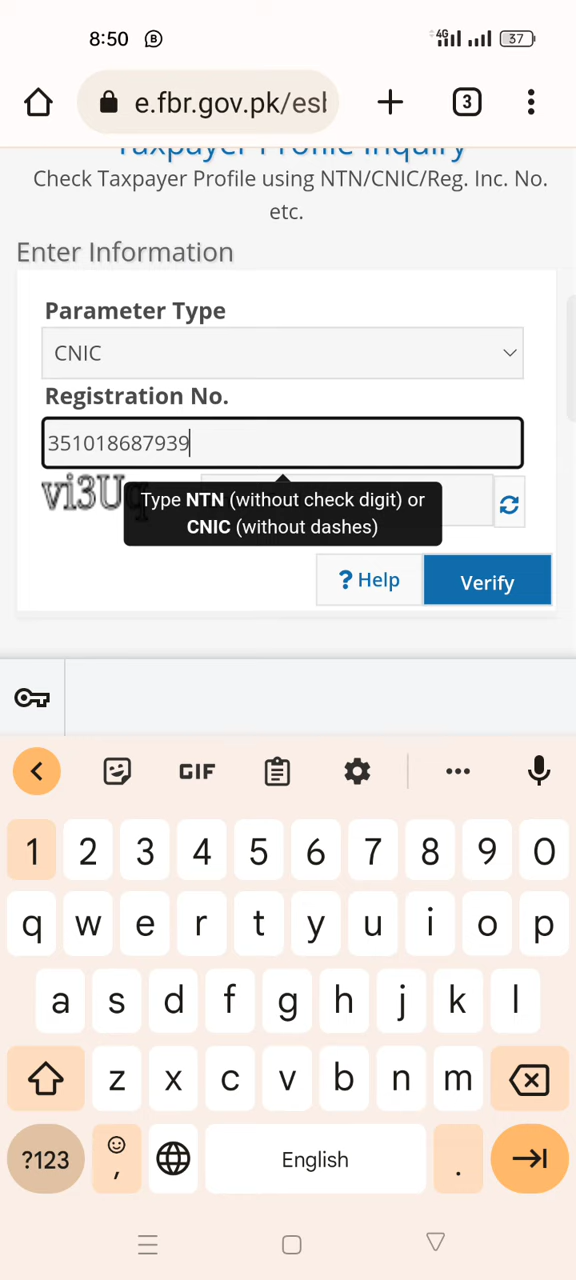 8:50
4G
37
e.fbr.gov.pk/esl
3
Taxpayer Profile Inquiry
Check Taxpayer Profile using NTN/CNIC/Reg. Inc. No.
etc.
Enter Information
Parameter Type
CNIC
Registration No.
351018687939
vi3U
Type NTN (without check digit) or
CNIC (without dashes)
? Help
Verify
GIF
1 2 3 4 5 6 7 8 9 0
q w e r t y u i o p
a s d f g h j k l
z x c v b n m
?123 , English .